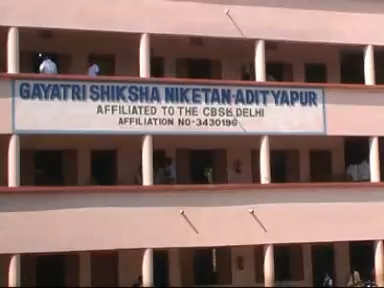 GAYATRI SHIKSHA NIKETAN-ADITYAPUR
AFFILIATED TO THE CBSE DELHI
AFFILIATION NO-3430196